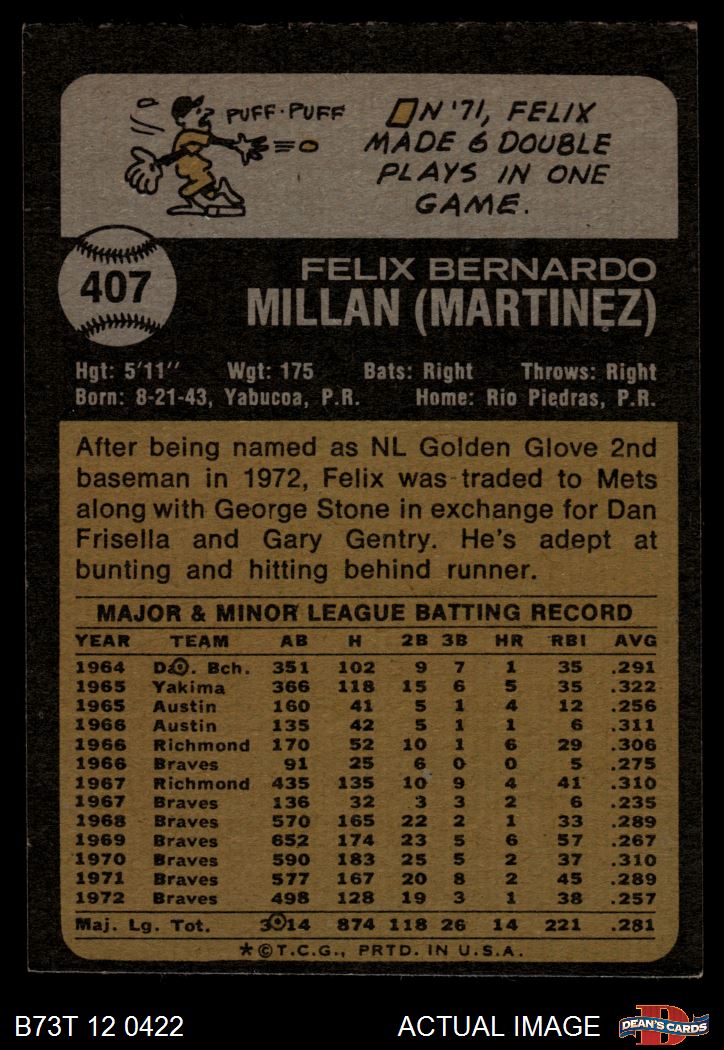 PUFF-PUFF
IN '71, FELIX
MADE 6 DOUBLE
PLAYS IN ONE
GAME.
407
FELIX BERNARDO
MILLAN (MARTINEZ)
Hgt: 5'11" Wgt: 175 Bats: Right Throws: Right
Born: 8-21-43, Yabucoa, P.R. Home: Rio Piedras, P.R.
After being named as NL Golden Glove 2nd
baseman in 1972, Felix was traded to Mets
along with George Stone in exchange for Dan
Frisella and Gary Gentry. He's adept at
bunting and hitting behind runner.
MAJOR & MINOR LEAGUE BATTING RECORD
YEAR TEAM AB H 2B 3B HR RBI AVG
1964 Bch. 351 102 9 7 1 35 .291
1965 Yakima 366 118 15 6 5 35 .322
1965 Austin 160 41 5 1 4 12 .256
1966 Austin 135 42 5 1 1 6 .311
1966 Richmond 170 52 10 1 6 29 .306
1966 Braves 91 25 6 0 0 5 .275
1967 Richmond 435 135 10 9 4 41 .310
1967 Braves 136 32 3 3 2 6 .235
1968 Braves 570 165 22 2 1 33 .289
1969 Braves 652 174 23 5 6 57 .267
1970 Braves 590 183 25 5 2 37 .310
1971 Braves 577 167 20 8 2 45 .289
1972 Braves 498 128 19 3 1 38 .257
Maj. Lg. Tot. 874 118 26 14 221 .281
*©T.C.G., PRTD. IN U.S.A.
B73T 12 0422 ACTUAL IMAGE DEAN'S CARDS